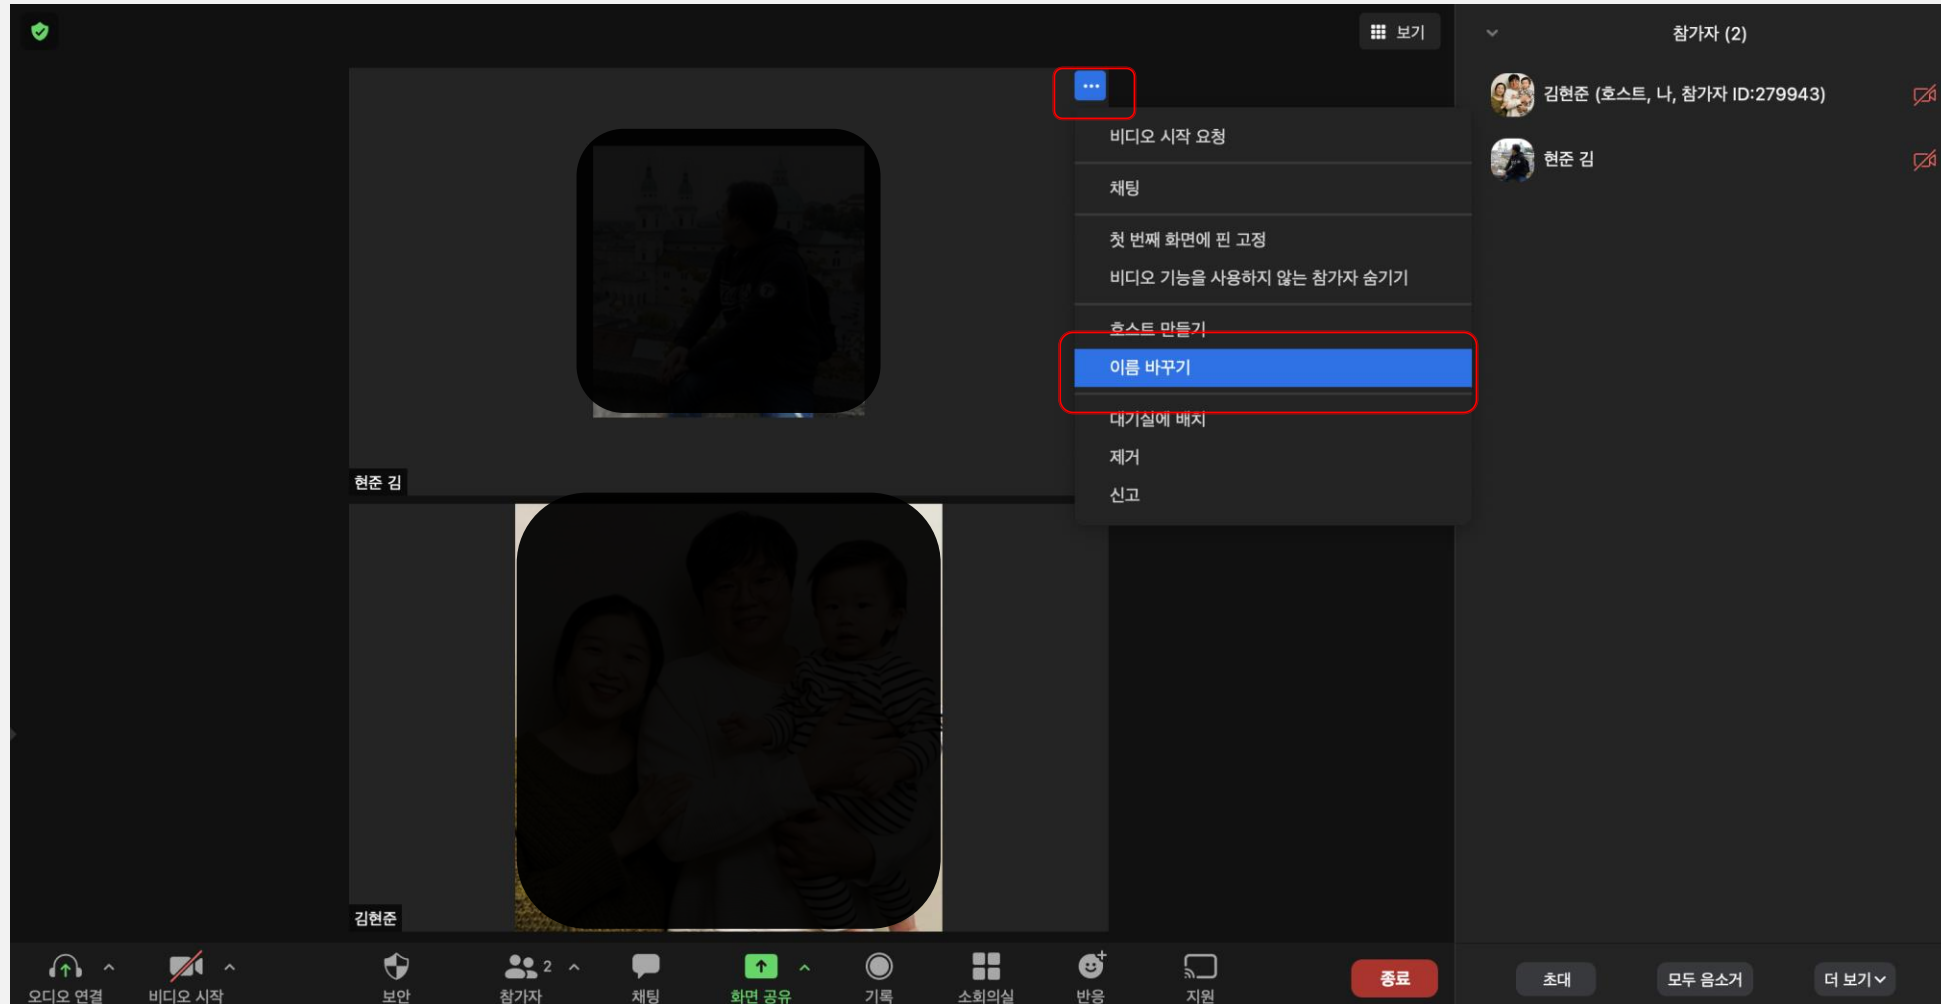 보기
참가자 (2)
김현준 (호스트, 나, 참가자 ID:279943)
현준 김
비디오 시작 요청
채팅
첫 번째 화면에 핀 고정
비디오 기능을 사용하지 않는 참가자 숨기기
호스트 만들기
이름 바꾸기
대기실에 배치
제거
신고
현준 김
김현준
오디오 연결
비디오 시작
보안
2
참가자
채팅
화면 공유
기록
소회의실
반응
지원
종료
초대
모두 음소거
더 보기